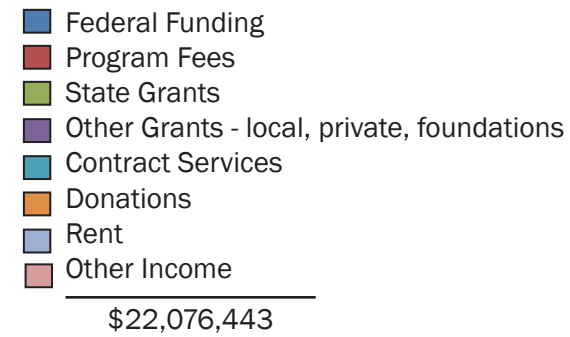 Federal Funding
Program Fees
State Grants
Other Grants - local, private, foundations
Contract Services
Donations
Rent
Other Income
$22,076,443